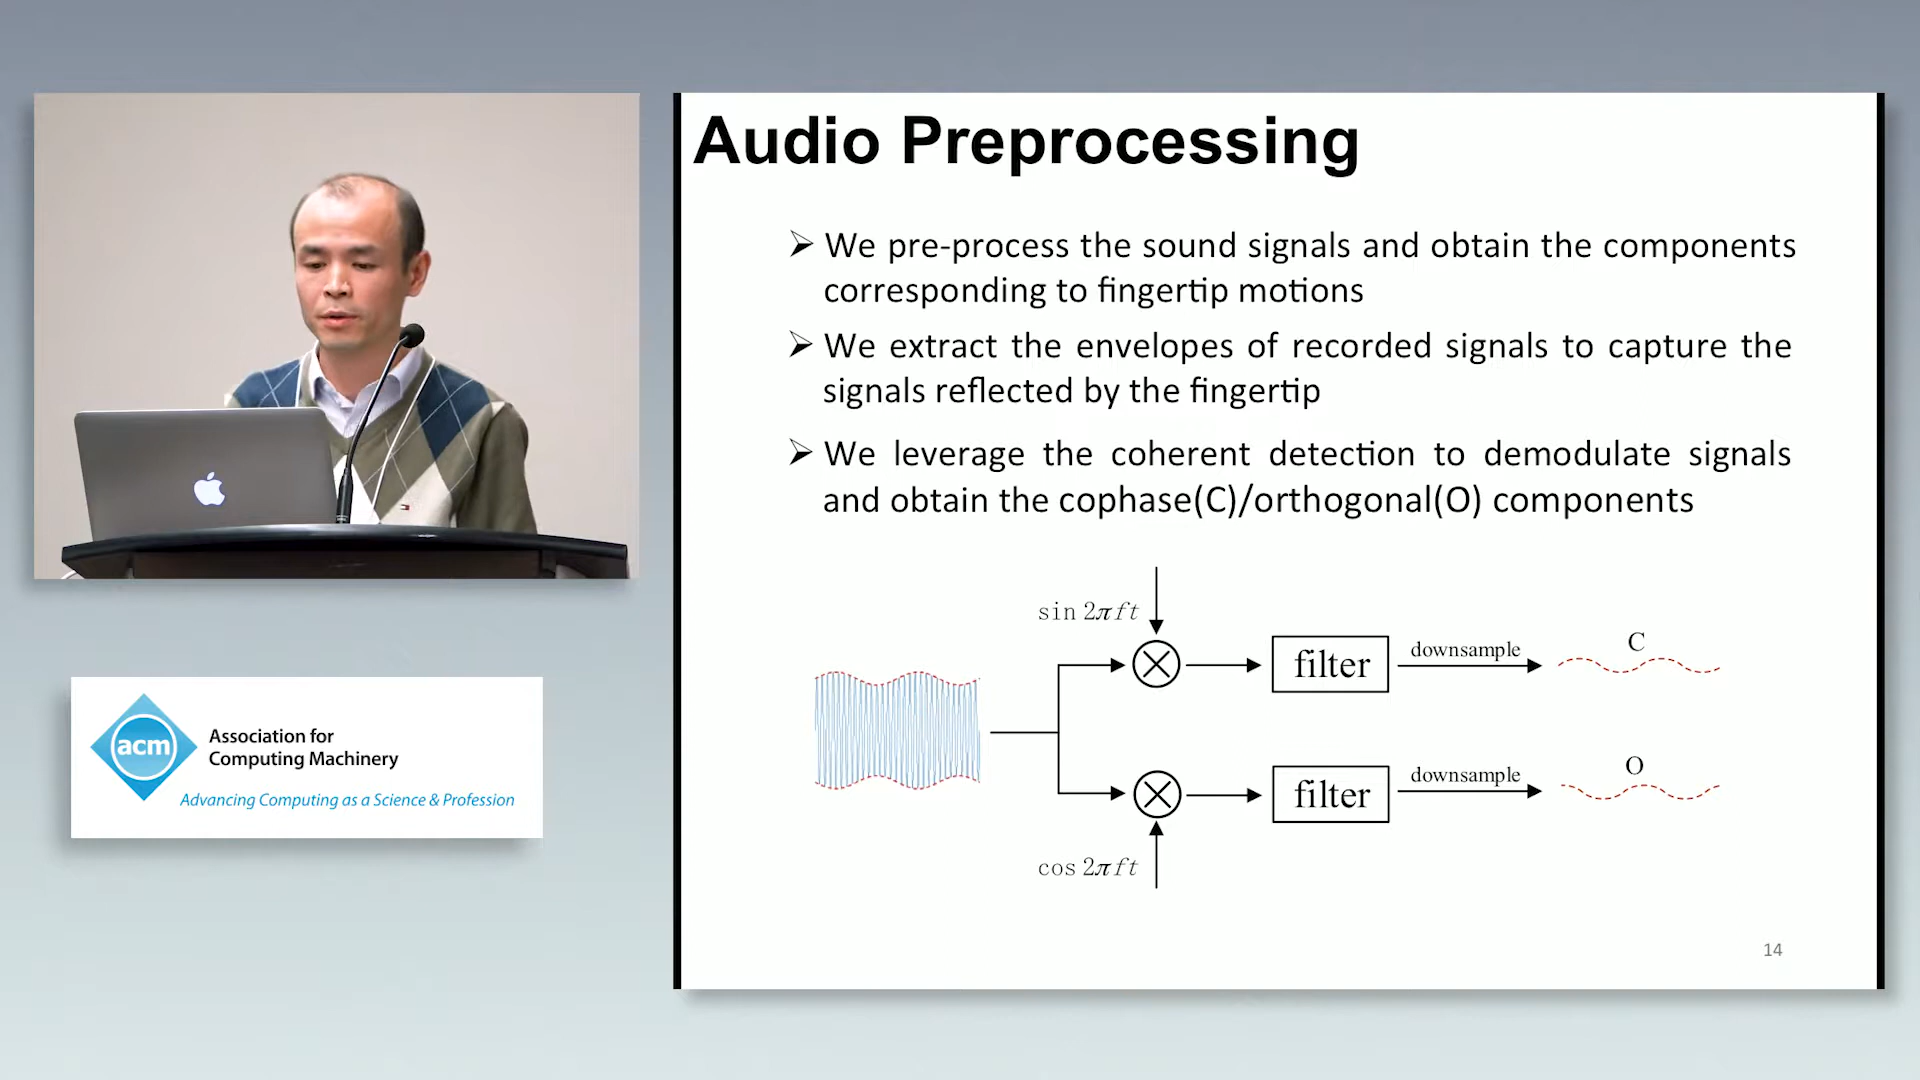 Audio Preprocessing
➢ We pre-process the sound signals and obtain the components
corresponding to fingertip motions
➢ We extract the envelopes of recorded signals to capture the
signals reflected by the fingertip
➢ We leverage the coherent detection to demodulate signals
and obtain the cophase(C)/orthogonal(O) components
sin 2πft
filter
downsample
C
filter
downsample
O
cos 2πft
14
acm
Association for
Computing Machinery
Advancing Computing as a Science & Profession